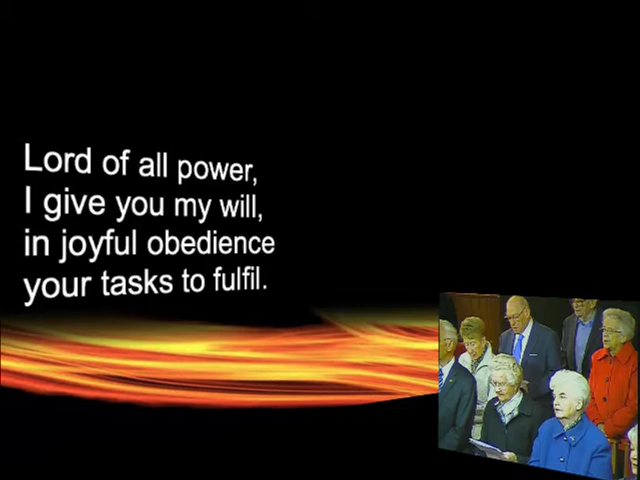 Lord of all power,
I give you my will,
in joyful obedience
your tasks to fulfil.